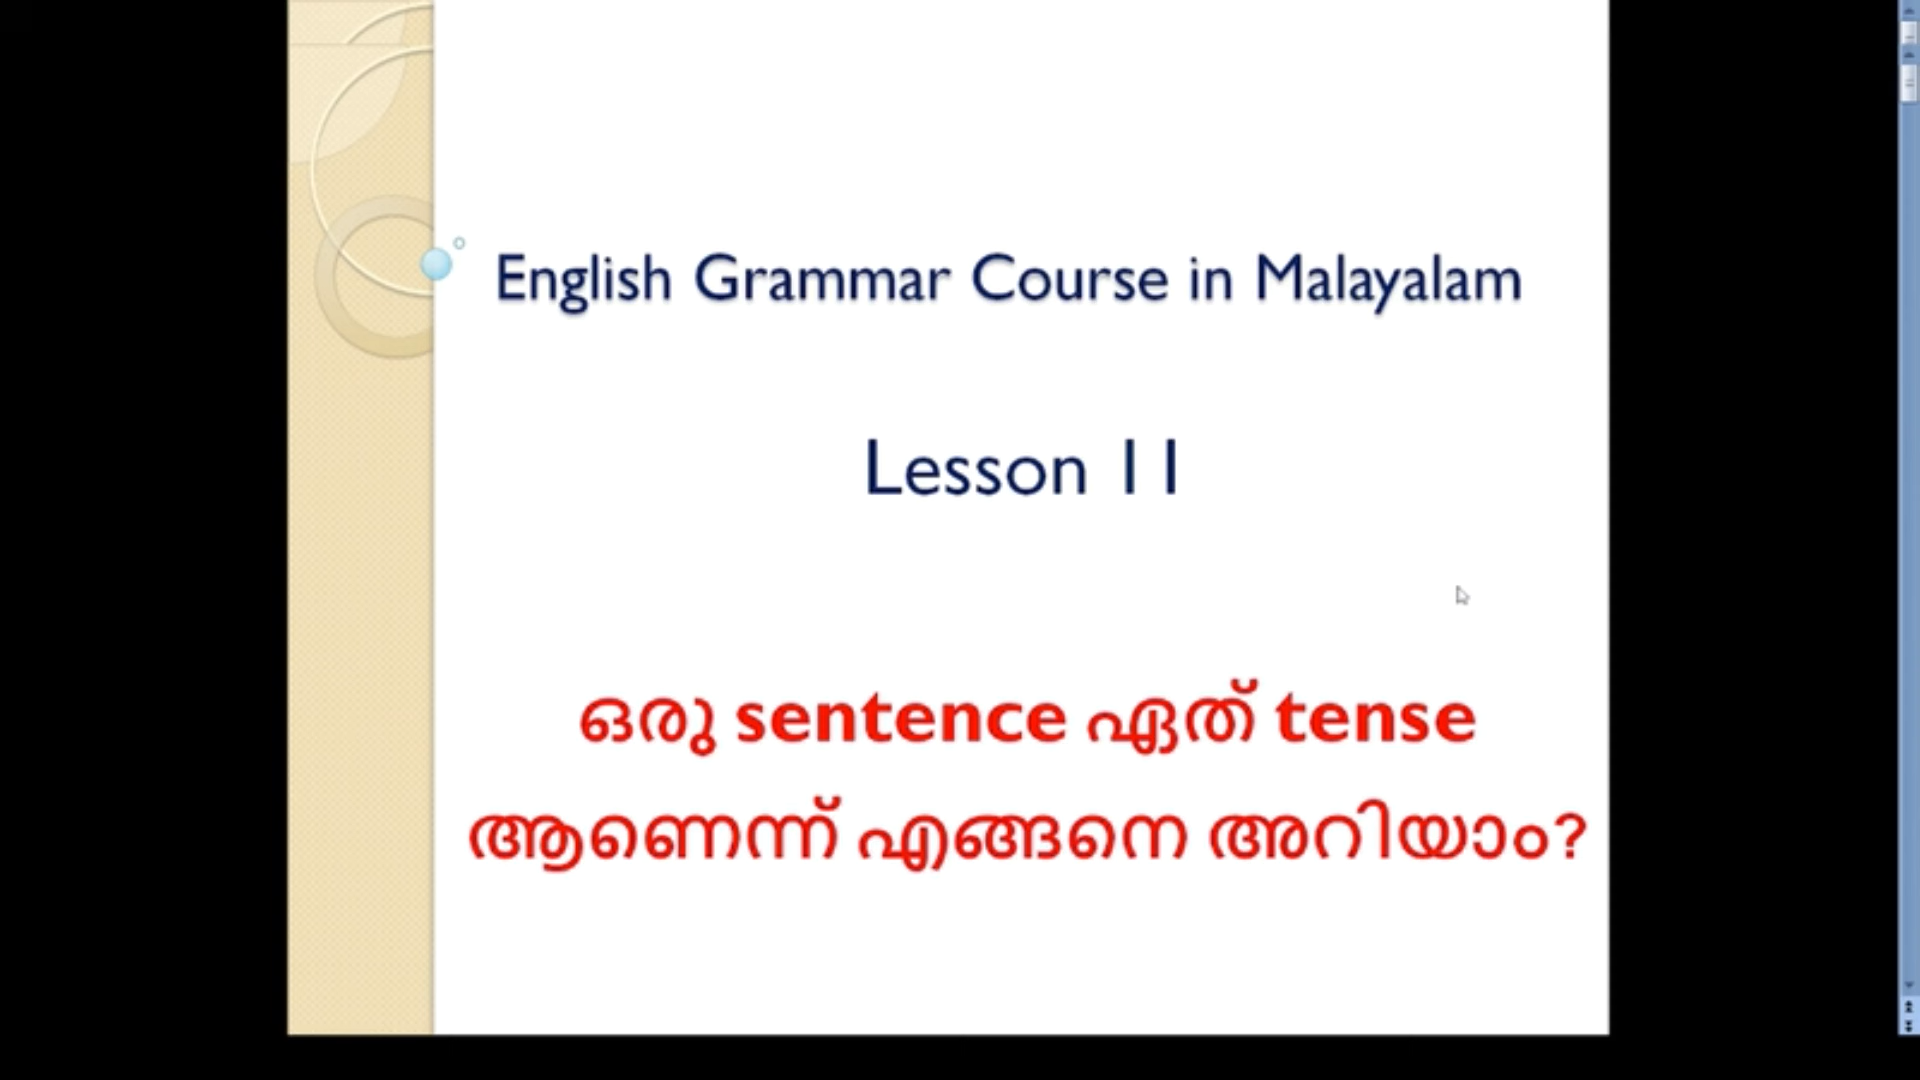 English Grammar Course in Malayalam
Lesson 11
ഒരു sentence ഏത് tense
ആണെന്ന് എങ്ങനെ അറിയാം?